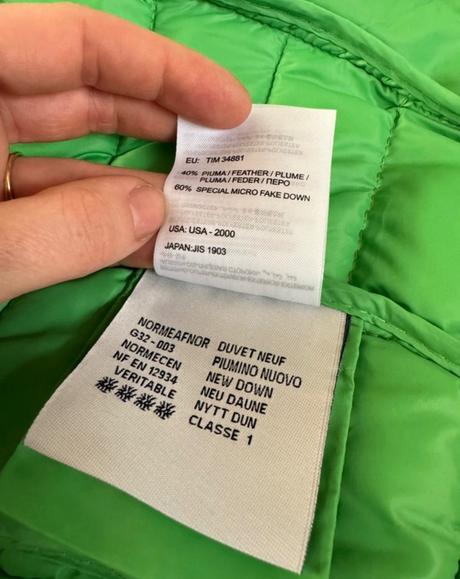 EU: TIM 34881
40% PIUMA / FEATHER / PLUME /
PLUMA / FEDER / ПЕРО
60% SPECIAL MICRO FAKE DOWN
USA: USA - 2000
JAPAN:JIS 1903
NORMEAFNOR
G32 - 003
NORMECEN
NF EN 12934
VERITABLE
DUVET NEUF
PIUMINO NUOVO
NEW DOWN
NEU DAUNE
NYTT DUN
CLASSE 1